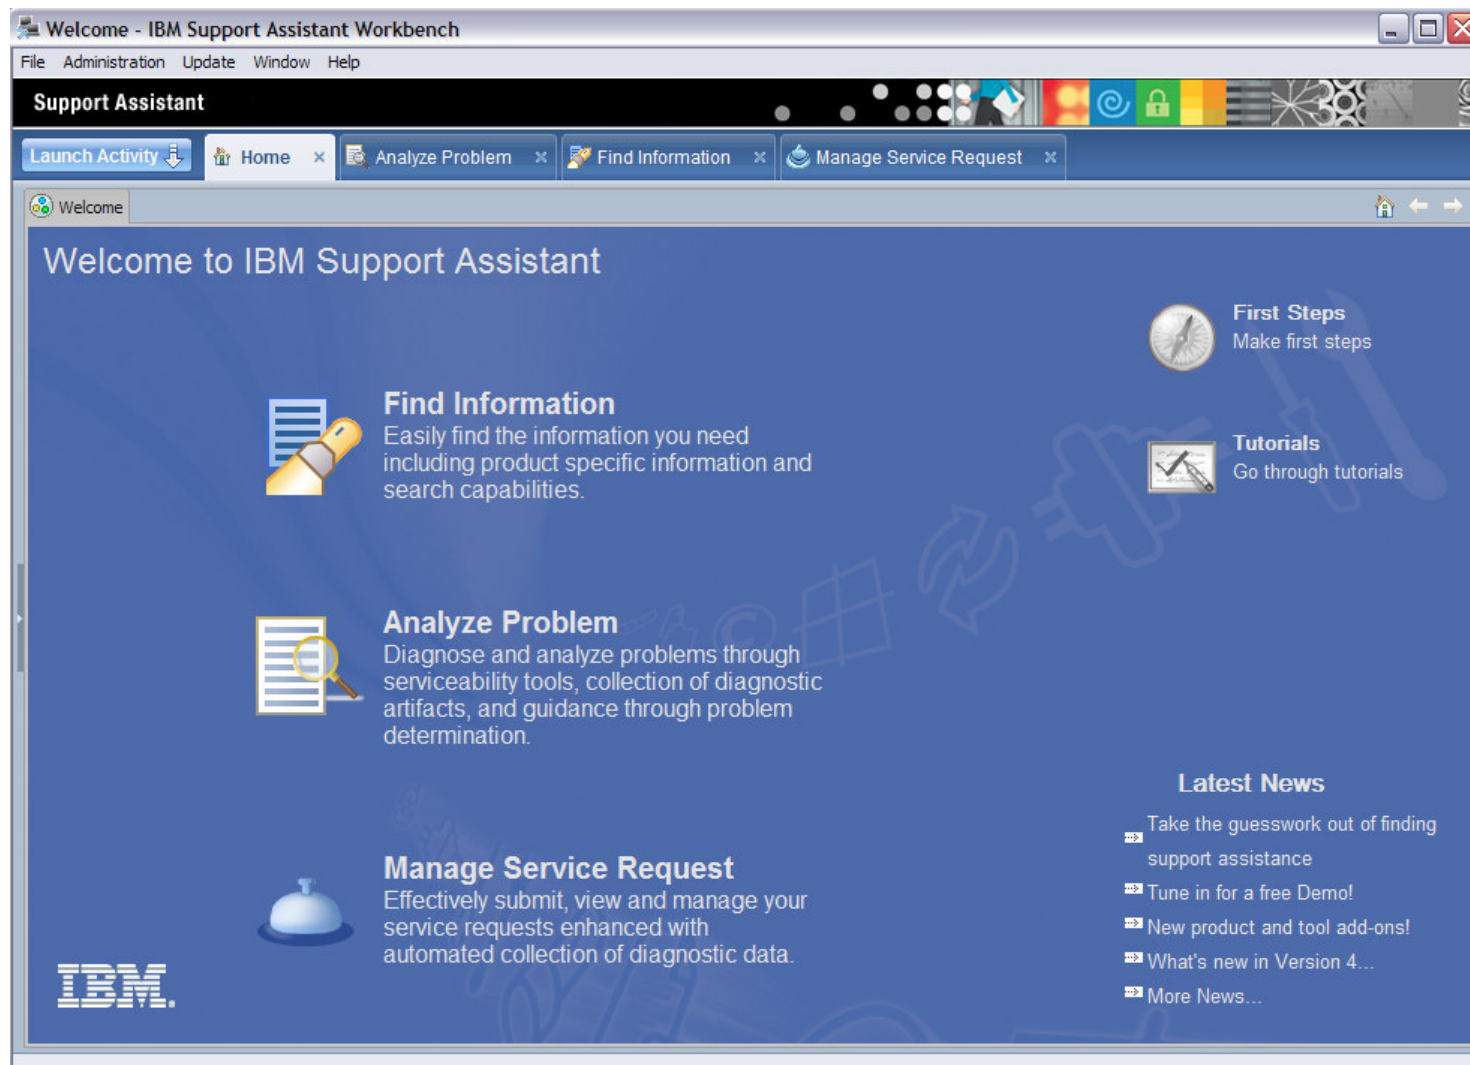 Welcome - IBM Support Assistant Workbench
File Administration Update Window Help
Support Assistant
Launch Activity Home Analyze Problem Find Information Manage Service Request
Welcome
Welcome to IBM Support Assistant
First Steps
Make first steps
Find Information
Easily find the information you need
including product specific information and
search capabilities.
Tutorials
Go through tutorials
Analyze Problem
Diagnose and analyze problems through
serviceability tools, collection of diagnostic
artifacts, and guidance through problem
determination.
Manage Service Request
Effectively submit, view and manage your
service requests enhanced with
automated collection of diagnostic data.
Latest News
Take the guesswork out of finding
support assistance
Tune in for a free Demo!
New product and tool add-ons!
What's new in Version 4...
More News...
IBM.